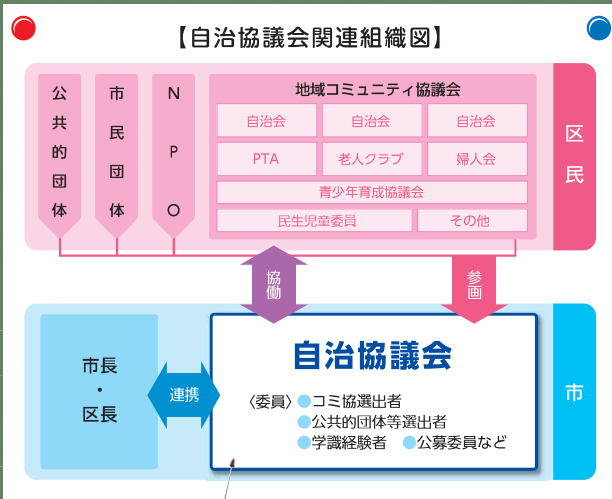 【自治協議会関連組織図】
公共的団体
市民団体
NPO
地域コミュニティ協議会
自治会 自治会 自治会
PTA 老人クラブ 婦人会
青少年育成協議会
民生児童委員 その他
区民
協働
参画
市長・区長
連携
自治協議会
〈委員〉●コミ協選出者
●公共的団体等選出者
●学識経験者 ●公募委員など
市